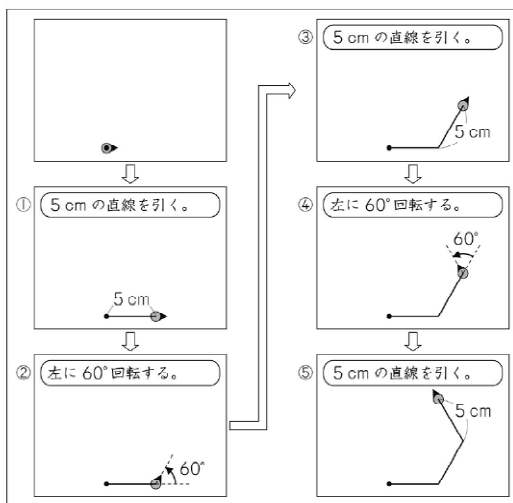 ① 5 cm の直線を引く。
5 cm
② 左に 60°回転する。
60°
③ 5 cm の直線を引く。
5 cm
④ 左に 60°回転する。
60°
⑤ 5 cm の直線を引く。
5 cm